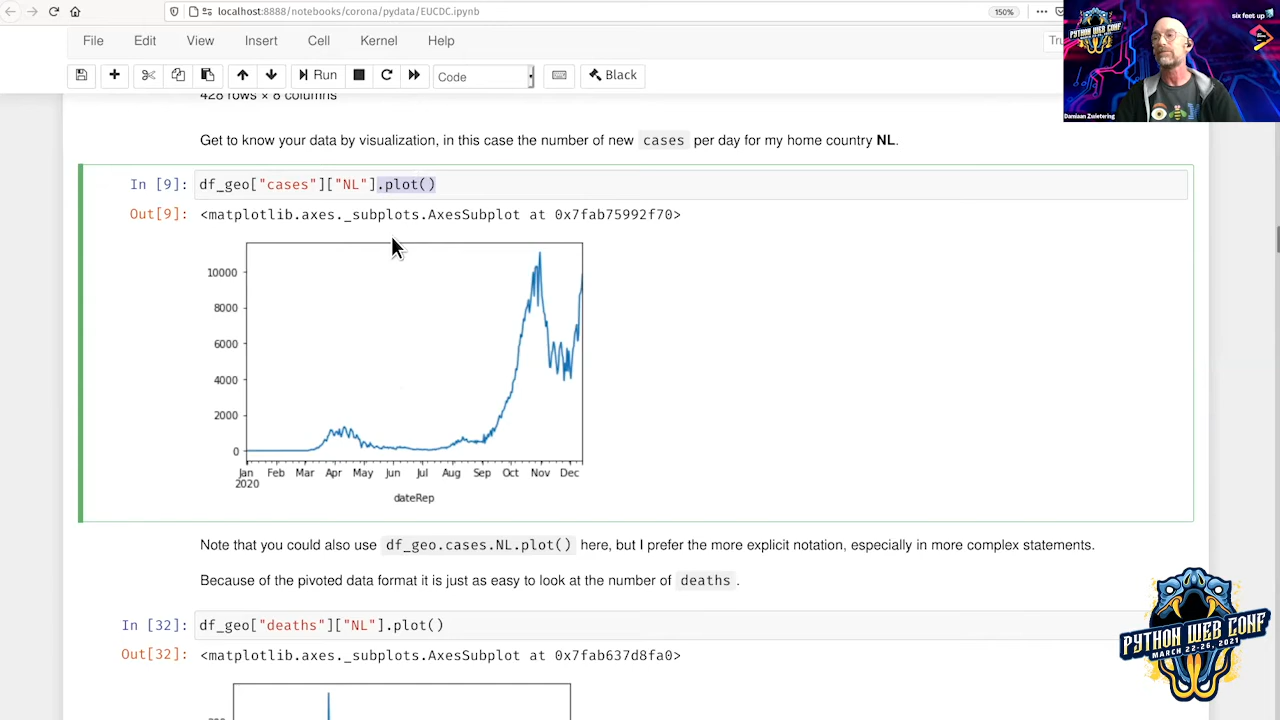 localhost:8888/notebooks/corona/pydata/EUCDC.ipynb
150%
six feet up
PYTHON WEB CONF
Damiaan Zwietering
File Edit View Insert Cell Kernel Help
Run Code Black
428 rows × 8 columns
Get to know your data by visualization, in this case the number of new cases per day for my home country NL.
In [9]: df_geo["cases"]["NL"].plot()
Out[9]: <matplotlib.axes._subplots.AxesSubplot at 0x7fab75992f70>
10000
8000
6000
4000
2000
0
Jan Feb Mar Apr May Jun Jul Aug Sep Oct Nov Dec
2020
dateRep
Note that you could also use df_geo.cases.NL.plot() here, but I prefer the more explicit notation, especially in more complex statements.
Because of the pivoted data format it is just as easy to look at the number of deaths.
In [32]: df_geo["deaths"]["NL"].plot()
Out[32]: <matplotlib.axes._subplots.AxesSubplot at 0x7fab637d8fa0>
PYTHON WEB CONF
MARCH 22-26, 2021